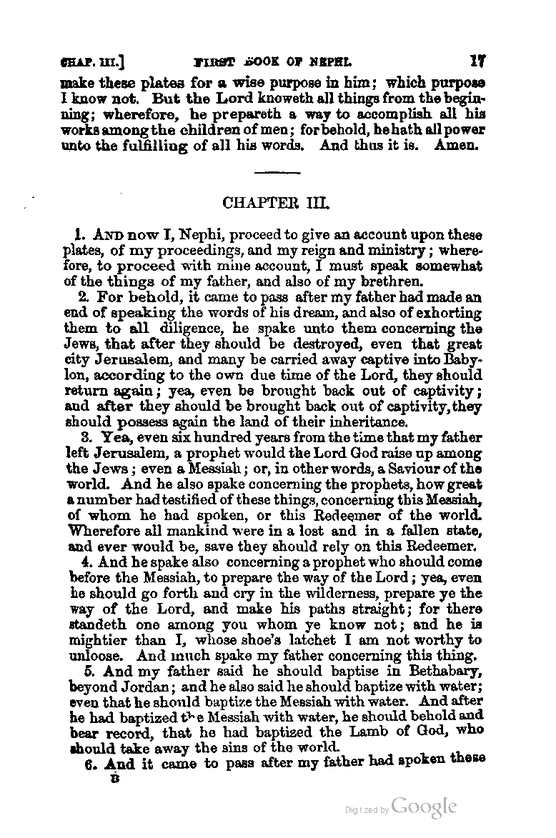 CHAP. III.] FIRST BOOK OF NEPHI. 17
make these plates for a wise purpose in him; which purpose
I know not. But the Lord knoweth all things from the begin-
ning; wherefore, he prepareth a way to accomplish all his
works among the children of men; for behold, he hath all power
unto the fulfilling of all his words. And thus it is. Amen.
CHAPTER III.
1. AND now I, Nephi, proceed to give an account upon these
plates, of my proceedings, and my reign and ministry; where-
fore, to proceed with mine account, I must speak somewhat
of the things of my father, and also of my brethren.
2. For behold, it came to pass after my father had made an
end of speaking the words of his dream, and also of exhorting
them to all diligence, he spake unto them concerning the
Jews, that after they should be destroyed, even that great
city Jerusalem, and many be carried away captive into Baby-
lon, according to the own due time of the Lord, they should
return again; yea, even be brought back out of captivity;
and after they should be brought back out of captivity, they
should possess again the land of their inheritance.
3. Yea, even six hundred years from the time that my father
left Jerusalem, a prophet would the Lord God raise up among
the Jews; even a Messiah; or, in other words, a Saviour of the
world. And he also spake concerning the prophets, how great
a number had testified of these things, concerning this Messiah,
of whom he had spoken, or this Redeemer of the world.
Wherefore all mankind were in a lost and in a fallen state,
and ever would be, save they should rely on this Redeemer.
4. And he spake also concerning a prophet who should come
before the Messiah, to prepare the way of the Lord; yea, even
he should go forth and cry in the wilderness, prepare ye the
way of the Lord, and make his paths straight; for there
standeth one among you whom ye know not; and he is
mightier than I, whose shoe's latchet I am not worthy to
unloose. And much spake my father concerning this thing.
5. And my father said he should baptise in Bethabary,
beyond Jordan; and he also said he should baptize with water;
even that he should baptize the Messiah with water. And after
he had baptized the Messiah with water, he should behold and
bear record, that he had baptized the Lamb of God, who
should take away the sins of the world.
6. And it came to pass after my father had spoken these
B
Digitized by Google